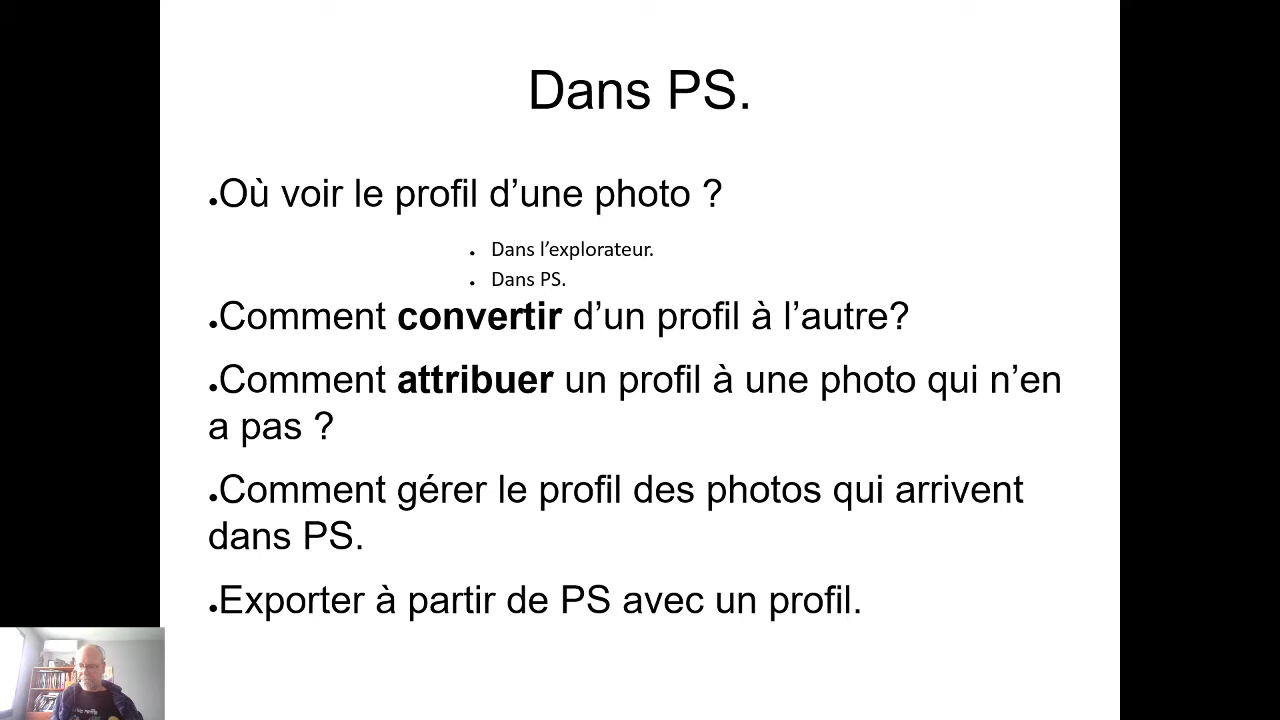 Dans PS.
●Où voir le profil d’une photo ?
• Dans l’explorateur.
• Dans PS.
●Comment convertir d’un profil à l’autre?
●Comment attribuer un profil à une photo qui n’en
a pas ?
●Comment gérer le profil des photos qui arrivent
dans PS.
●Exporter à partir de PS avec un profil.